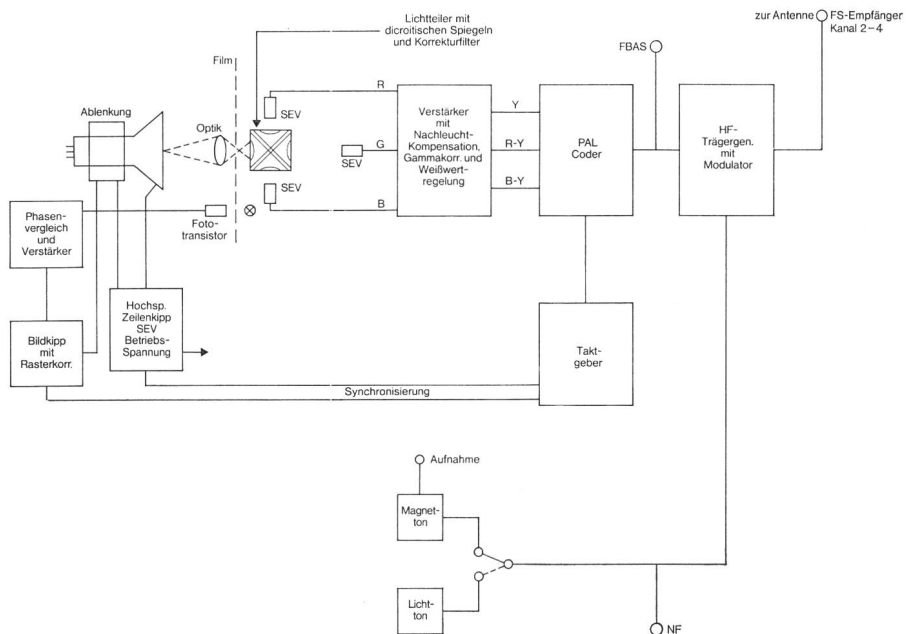 Lichtteiler mit
dicroitischen Spiegeln
und Korrekturfilter
zur Antenne
FS-Empfänger
Kanal 2–4
FBAS
Film
Ablenkung
Optik
R
SEV
G
SEV
SEV
B
Verstärker
mit
Nachleucht-
Kompensation,
Gammakorr. und
Weißwert-
regelung
Y
R-Y
B-Y
PAL
Coder
HF-
Trägergen.
mit
Modulator
Phasen-
vergleich
und
Verstärker
Foto-
transistor
Hochsp.
Zeilenkipp
SEV
Betriebs-
Spannung
Bildkipp
mit
Rasterkorr.
Takt-
geber
Synchronisierung
Aufnahme
Magnet-
ton
Licht-
ton
NF